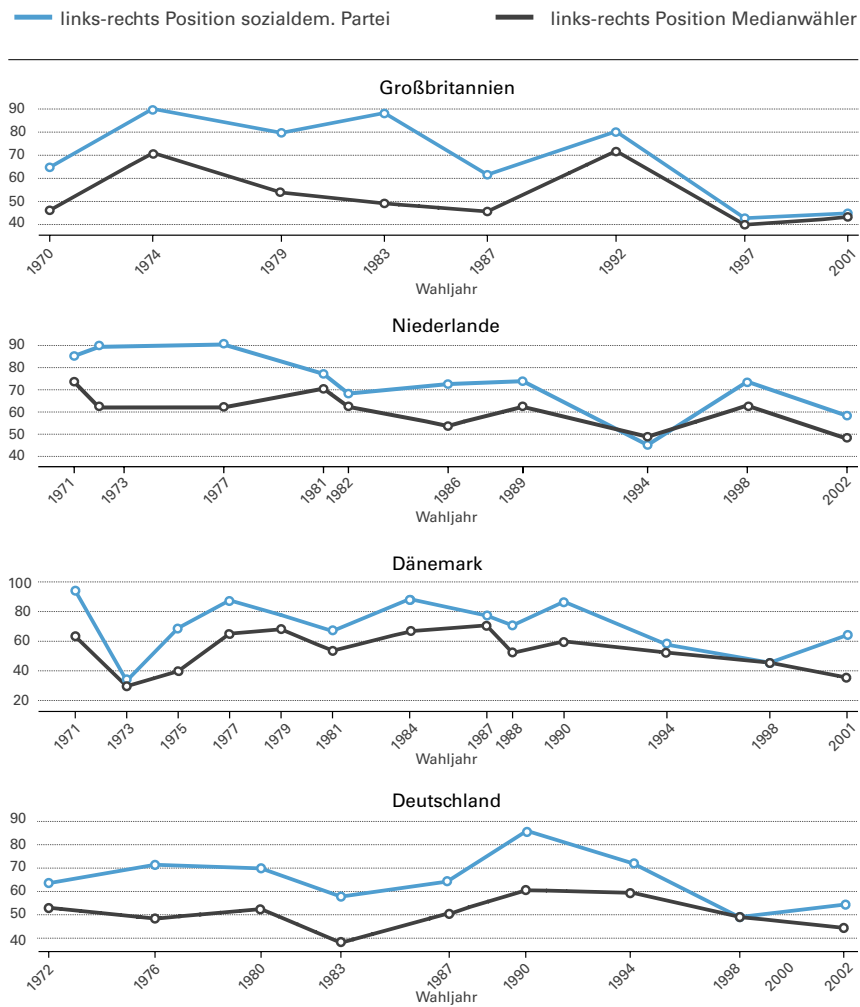 links-rechts Position sozialdem. Partei links-rechts Position Medianwähler
Großbritannien
90
80
70
60
50
40
1970 1974 1979 1983 1987 1992 1997 2001
Wahljahr
Niederlande
90
80
70
60
50
40
1971 1973 1977 1981 1982 1986 1989 1994 1998 2002
Wahljahr
Dänemark
100
80
60
40
20
1971 1973 1975 1977 1979 1981 1984 1987 1988 1990 1994 1998 2001
Wahljahr
Deutschland
90
80
70
60
50
40
1972 1976 1980 1983 1987 1990 1994 1998 2000 2002
Wahljahr